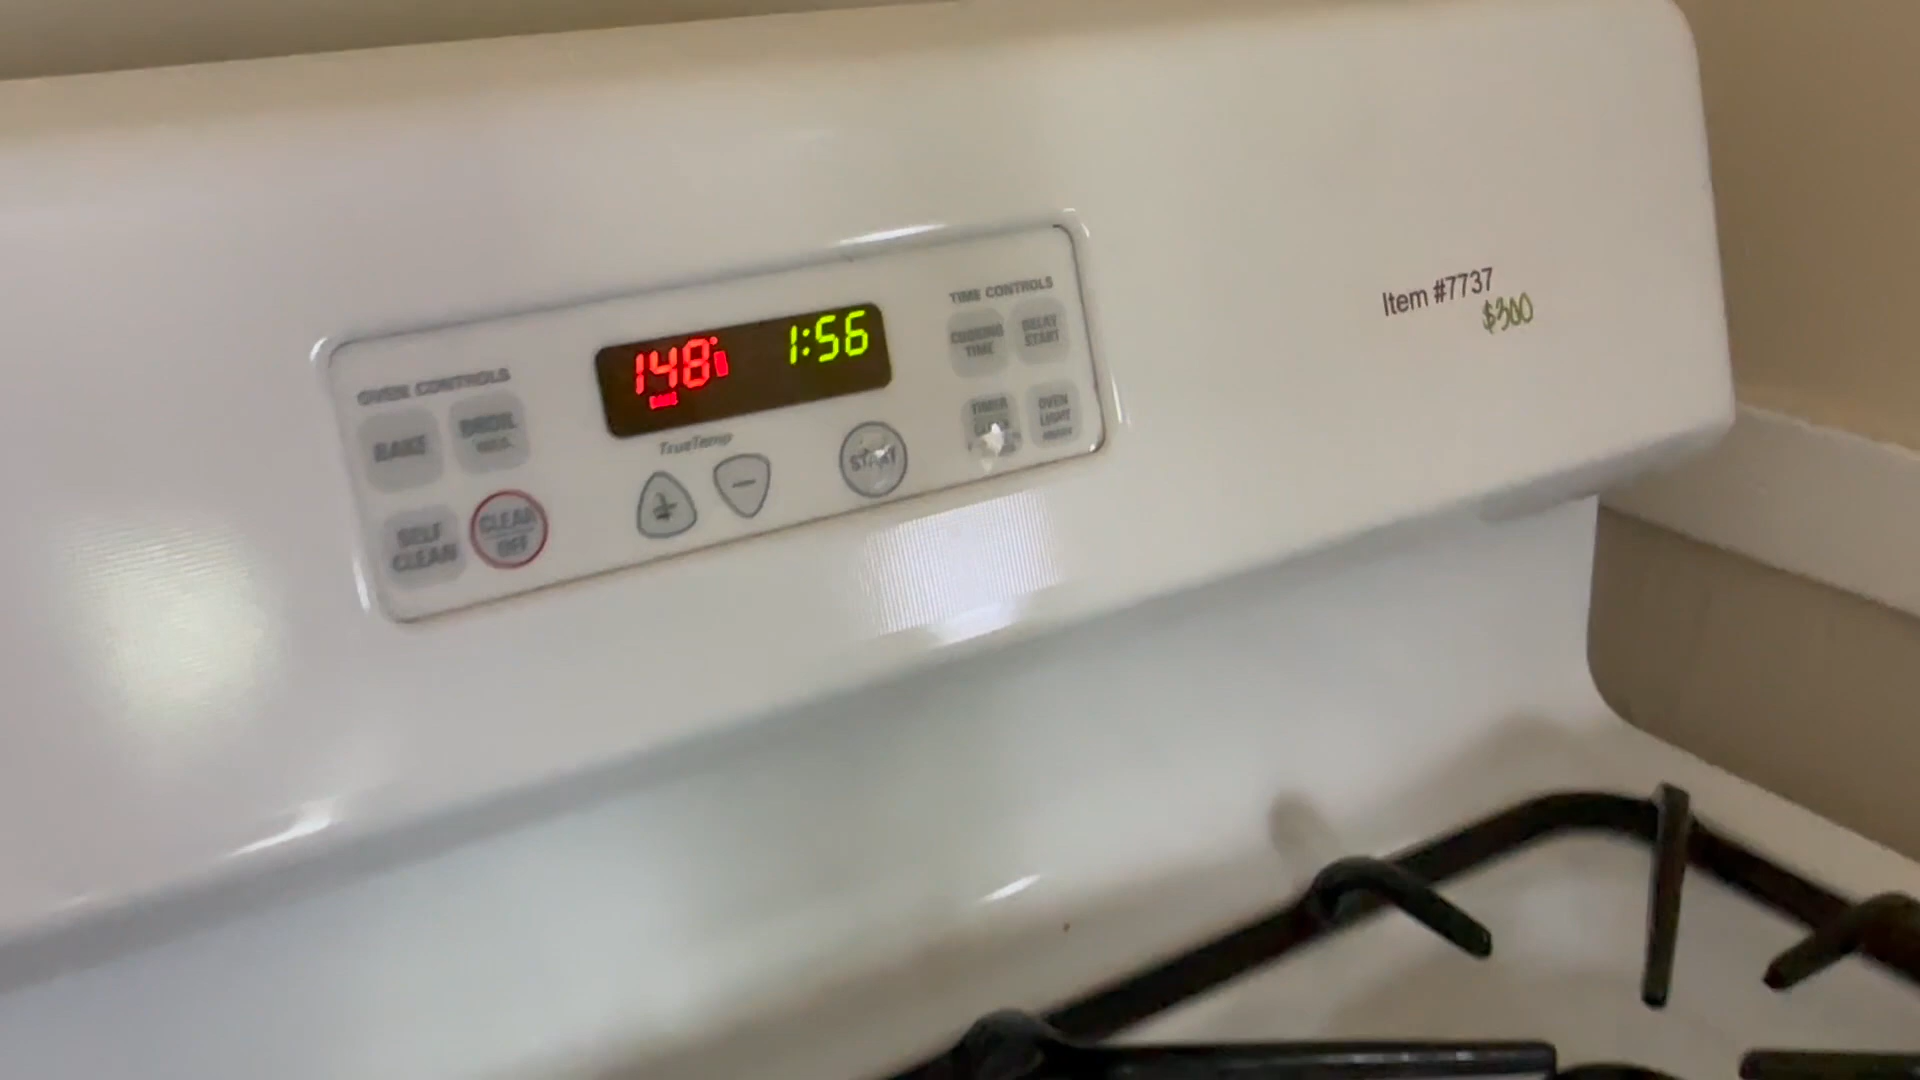 OVEN CONTROLS
BAKE
BROIL
SELF
CLEAN
CLEAR
OFF
148°
1:56
TrueTemp
+
−
START
TIME CONTROLS
COOKING
TIME
DELAY
START
TIMER
OVEN
LIGHT
Item #7737
$300